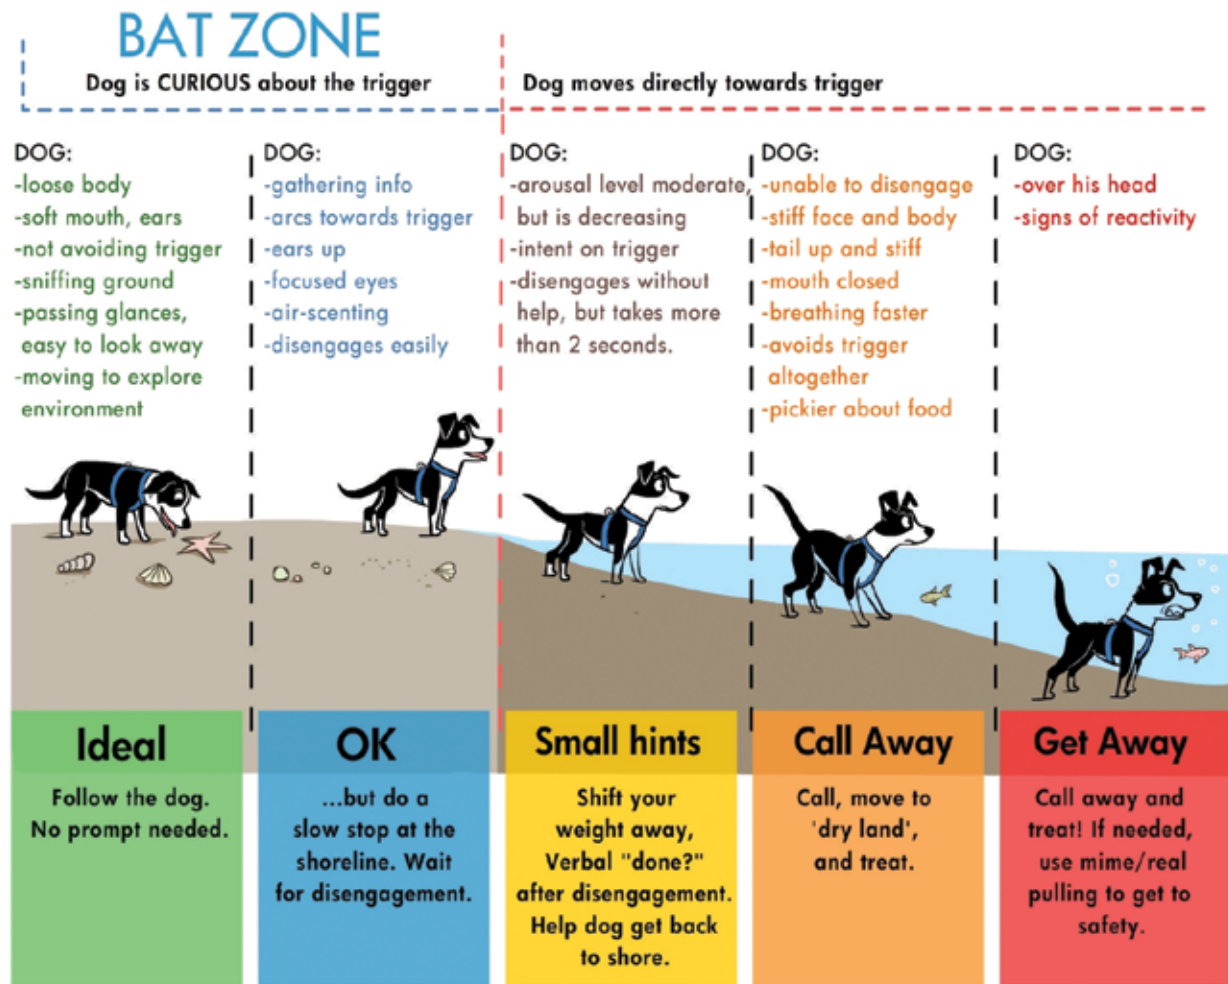 BAT ZONE
Dog is CURIOUS about the trigger
Dog moves directly towards trigger
DOG:
-loose body
-soft mouth, ears
-not avoiding trigger
-sniffing ground
-passing glances,
easy to look away
-moving to explore
environment
DOG:
-gathering info
-arcs towards trigger
-ears up
-focused eyes
-air-scenting
-disengages easily
DOG:
-arousal level moderate,
but is decreasing
-intent on trigger
-disengages without
help, but takes more
than 2 seconds.
DOG:
-unable to disengage
-stiff face and body
-tail up and stiff
-mouth closed
-breathing faster
-avoids trigger
altogether
-pickier about food
DOG:
-over his head
-signs of reactivity
Ideal
Follow the dog.
No prompt needed.
OK
...but do a
slow stop at the
shoreline. Wait
for disengagement.
Small hints
Shift your
weight away,
Verbal "done?"
after disengagement.
Help dog get back
to shore.
Call Away
Call, move to
'dry land',
and treat.
Get Away
Call away and
treat! If needed,
use mime/real
pulling to get to
safety.